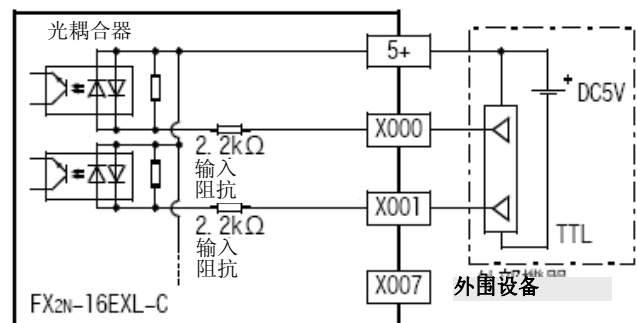 光耦合器
5+
DC5V
X000
2.2kΩ
输入
阻抗
X001
TTL
2.2kΩ
输入
阻抗
X007
外围设备
FX2N-16EXL-C